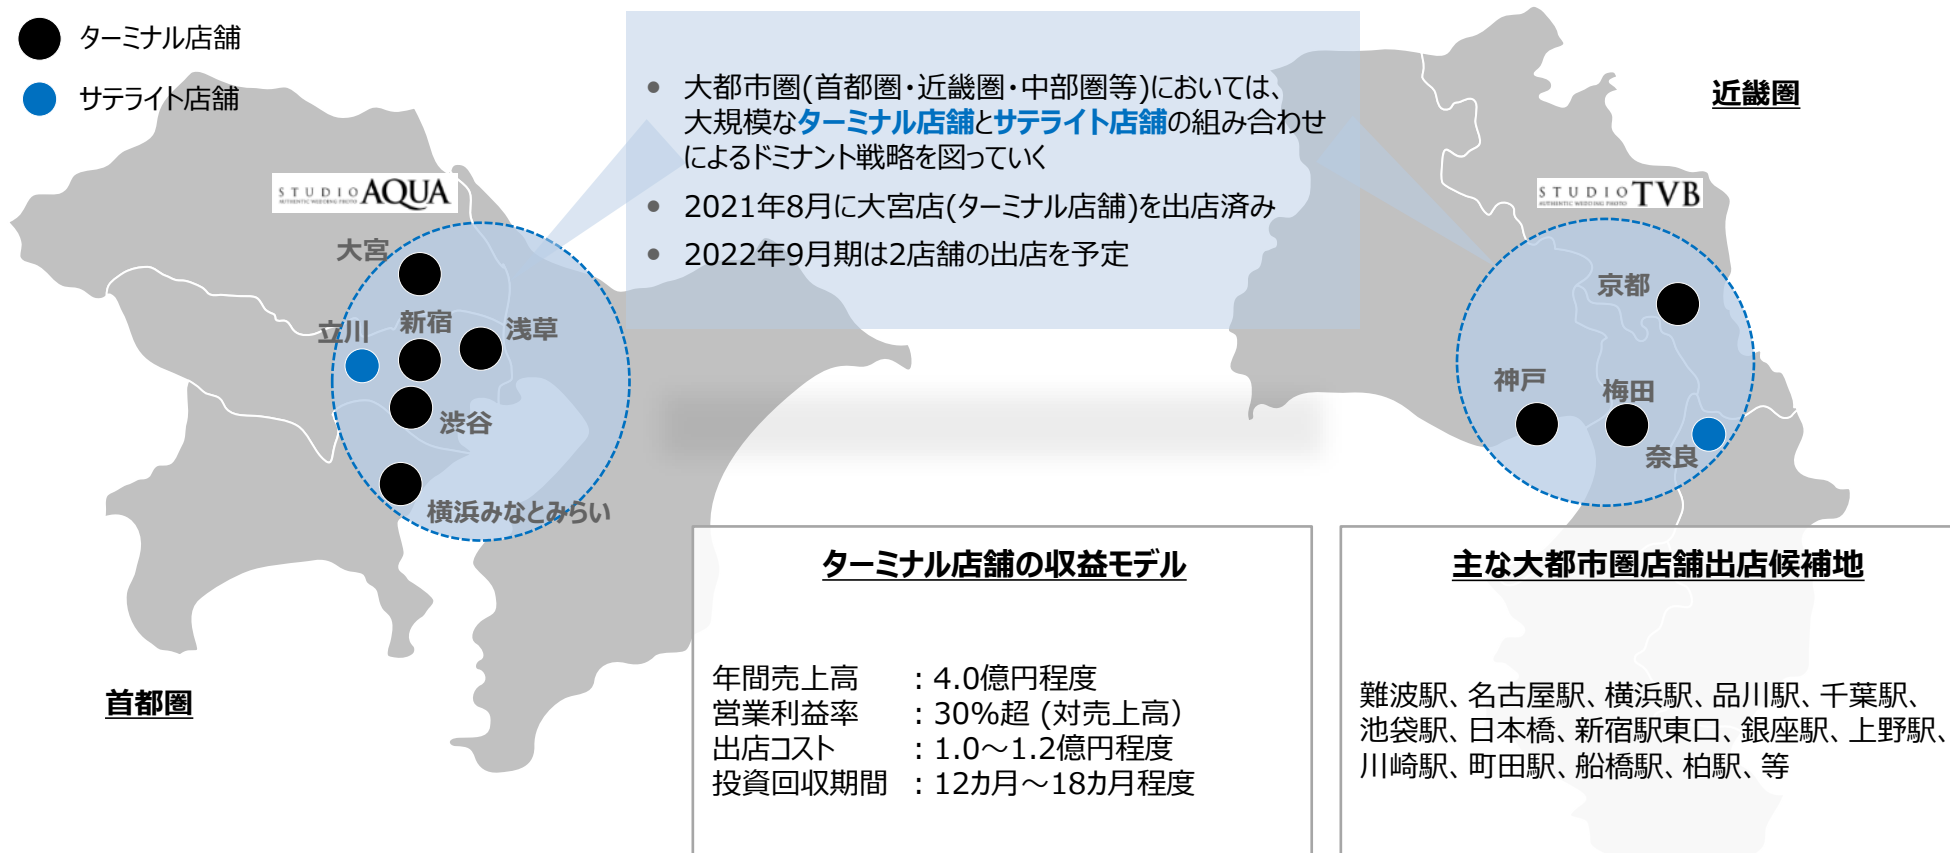 ターミナル店舗
サテライト店舗
• 大都市圏(首都圏・近畿圏・中部圏等)においては、
大規模なターミナル店舗とサテライト店舗の組み合わせ
によるドミナント戦略を図っていく
• 2021年8月に大宮店(ターミナル店舗)を出店済み
• 2022年9月期は2店舗の出店を予定
STUDIO AQUA
AUTHENTIC WEDDING PHOTO
大宮
立川
新宿
浅草
渋谷
横浜みなとみらい
首都圏
近畿圏
STUDIO TVB
AUTHENTIC WEDDING PHOTO
京都
神戸
梅田
奈良
ターミナル店舗の収益モデル
年間売上高 : 4.0億円程度
営業利益率 : 30%超 (対売上高)
出店コスト : 1.0~1.2億円程度
投資回収期間 : 12カ月~18カ月程度
主な大都市圏店舗出店候補地
難波駅、名古屋駅、横浜駅、品川駅、千葉駅、
池袋駅、日本橋、新宿駅東口、銀座駅、上野駅、
川崎駅、町田駅、船橋駅、柏駅、等